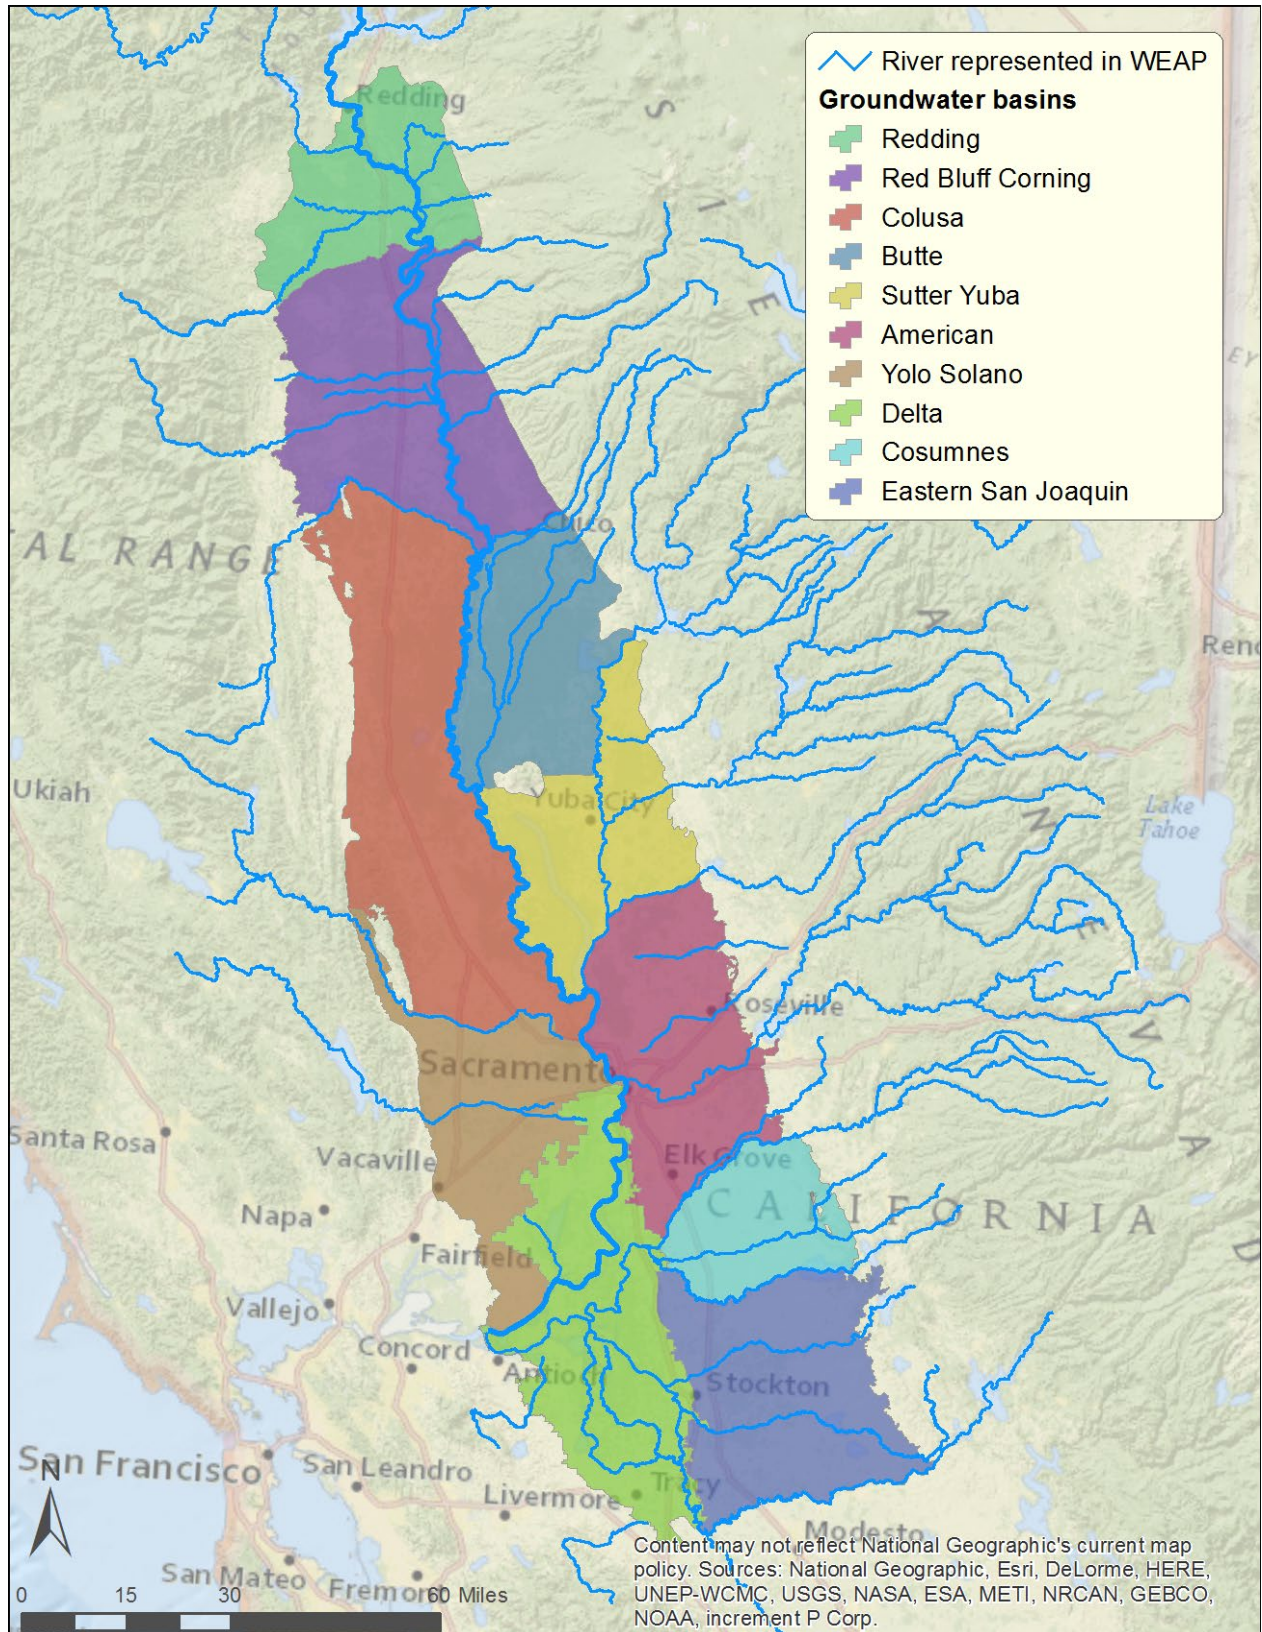 Redding
River represented in WEAP
Groundwater basins
Redding
Red Bluff Corning
Colusa
Butte
Sutter Yuba
American
Yolo Solano
Delta
Cosumnes
Eastern San Joaquin
S I E
EY
Chico
AL RANGE
A N E V A D
Reno
Ukiah
Yuba City
Lake
Tahoe
Roseville
Sacramento
Santa Rosa
Vacaville
Elk Grove
CALIFORNIA
Napa
Fairfield
Vallejo
Concord
Antioch
Stockton
San Francisco
San Leandro
Livermore
Tracy
Modesto
N
San Mateo
Fremont
0 15 30 60 Miles
Content may not reflect National Geographic's current map
policy. Sources: National Geographic, Esri, DeLorme, HERE,
UNEP-WCMC, USGS, NASA, ESA, METI, NRCAN, GEBCO,
NOAA, increment P Corp.